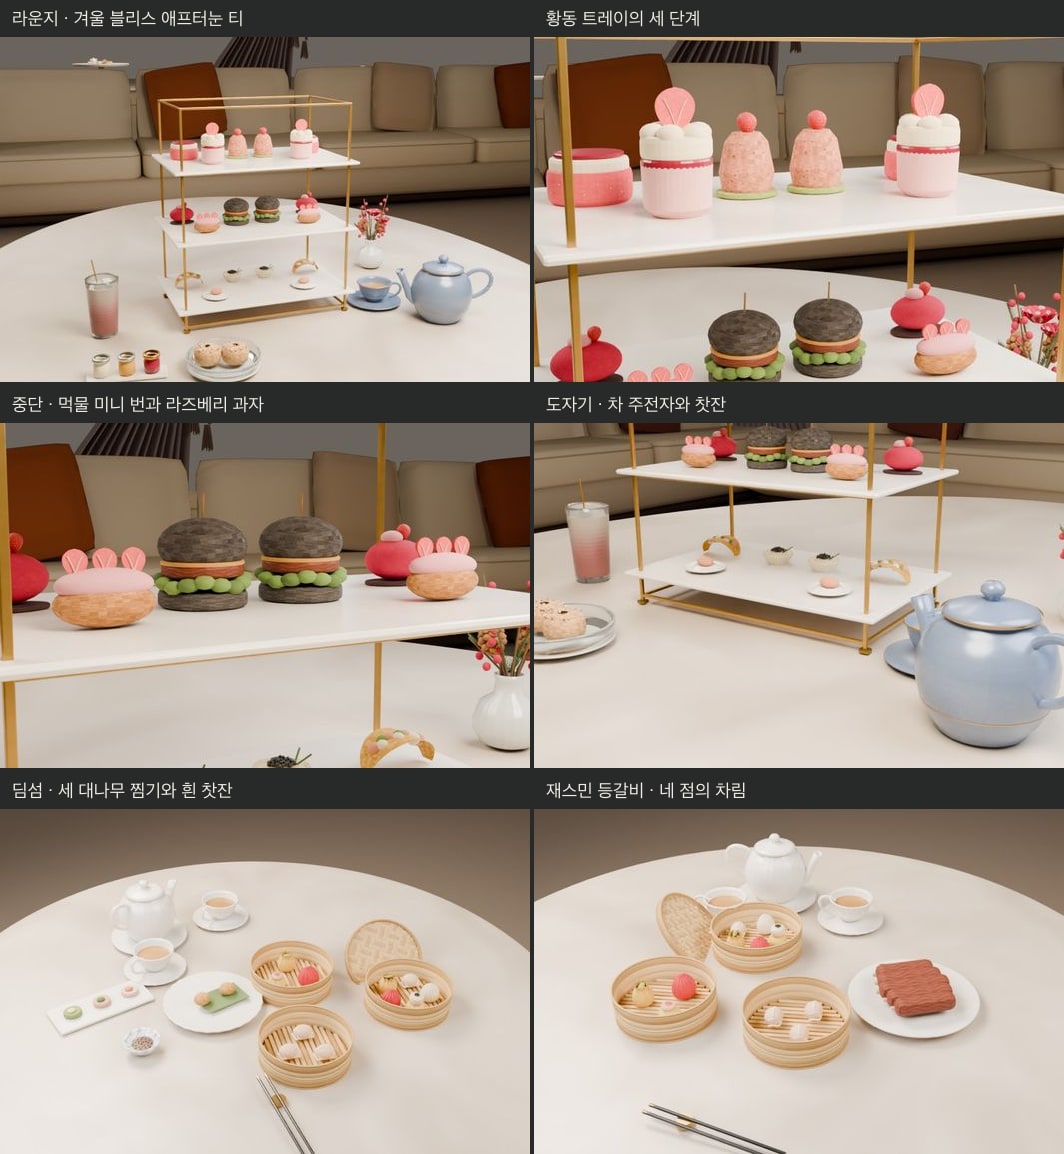 라운지 · 겨울 블리스 애프터눈 티
황동 트레이의 세 단계
중단 · 먹물 미니 번과 라즈베리 과자
도자기 · 차 주전자와 찻잔
딤섬 · 세 대나무 찜기와 흰 찻잔
재스민 등갈비 · 네 점의 차림